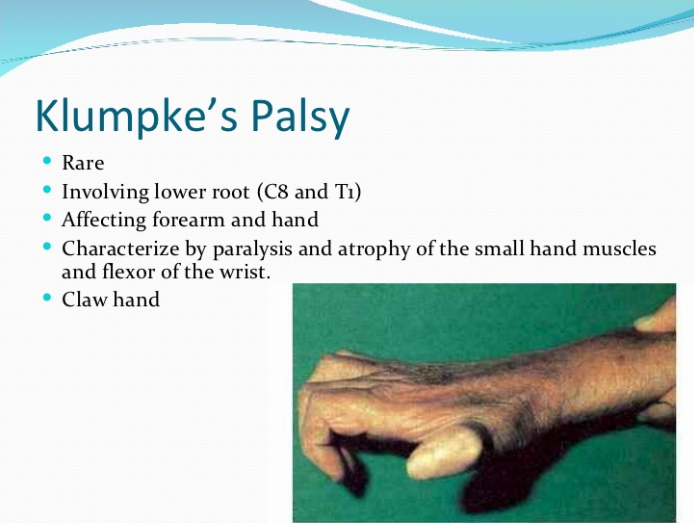 Klumpke’s Palsy
Rare
Involving lower root (C8 and T1)
Affecting forearm and hand
Characterize by paralysis and atrophy of the small hand muscles
and flexor of the wrist.
Claw hand